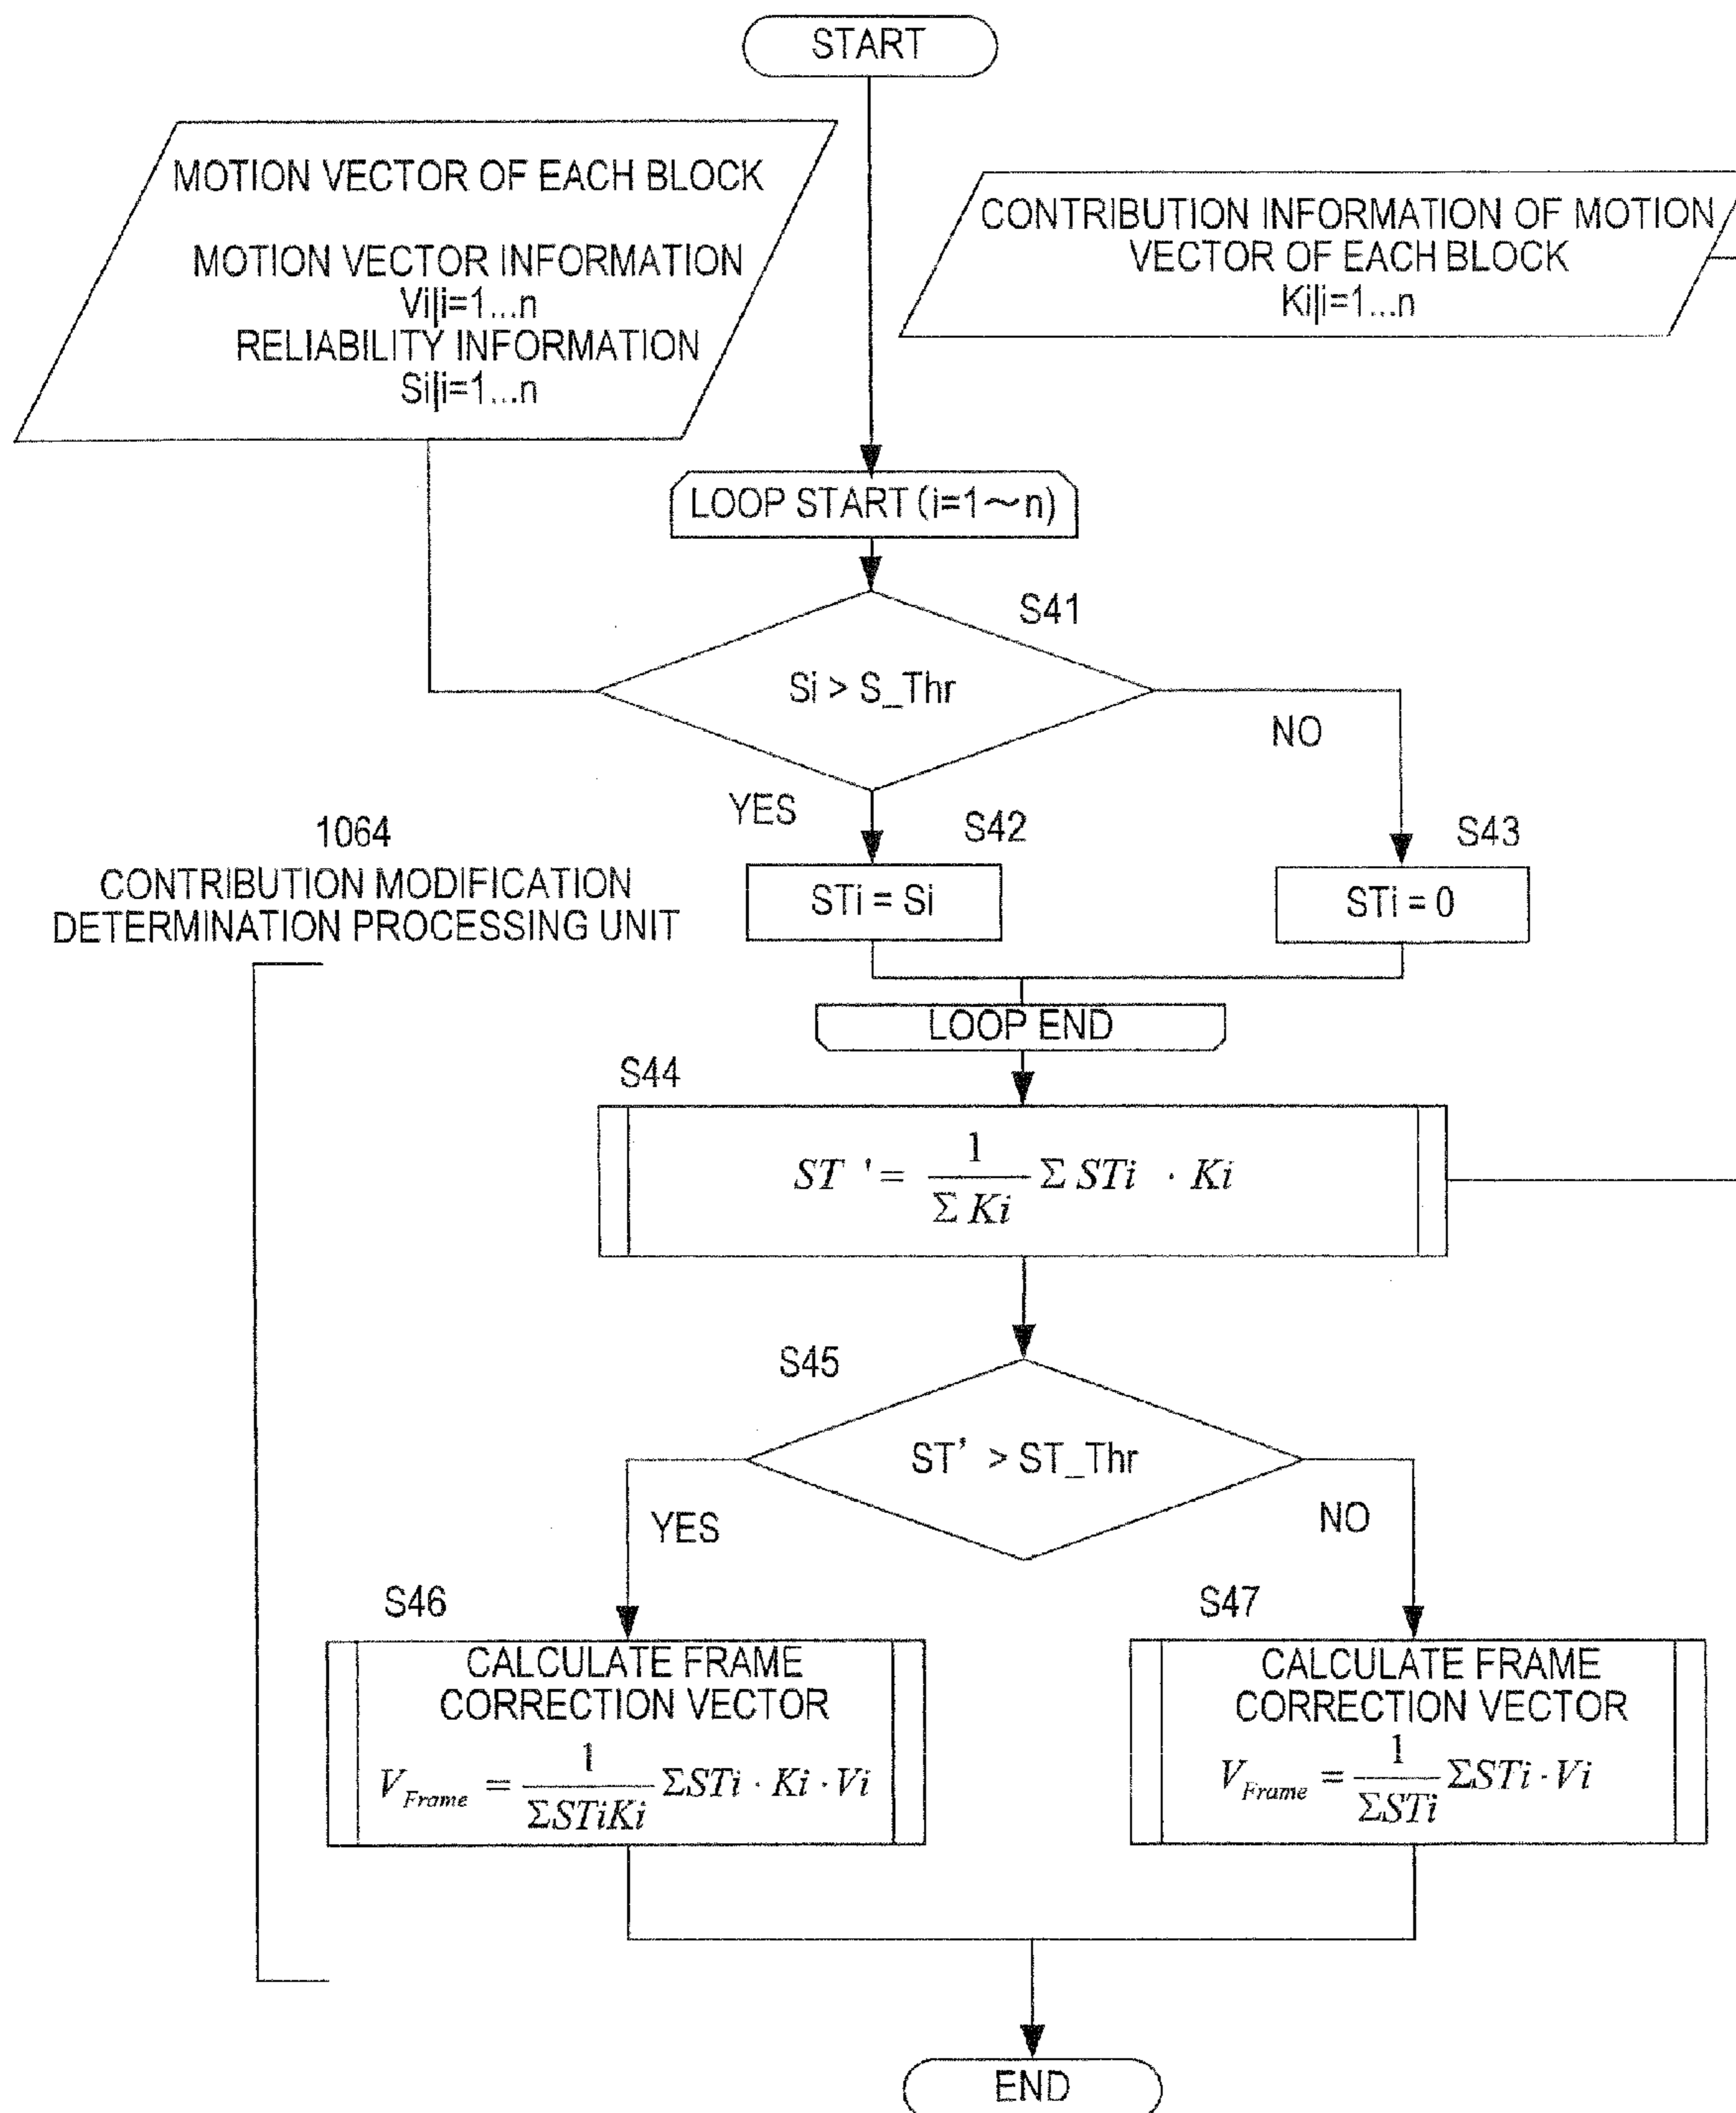 START
MOTION VECTOR OF EACH BLOCK
MOTION VECTOR INFORMATION
Vi|i=1...n
RELIABILITY INFORMATION
Si|i=1...n
CONTRIBUTION INFORMATION OF MOTION
VECTOR OF EACH BLOCK
Ki|i=1...n
LOOP START (i=1～n)
S41
Si > S_Thr
NO
YES
S42
S43
STi = Si
STi = 0
1064
CONTRIBUTION MODIFICATION
DETERMINATION PROCESSING UNIT
LOOP END
S44
ST ' = 1/ΣKi ΣSTi · Ki
S45
ST' > ST_Thr
YES
NO
S46
S47
CALCULATE FRAME
CORRECTION VECTOR
V_Frame = 1/ΣSTiKi ΣSTi · Ki · Vi
CALCULATE FRAME
CORRECTION VECTOR
V_Frame = 1/ΣSTi ΣSTi · Vi
END